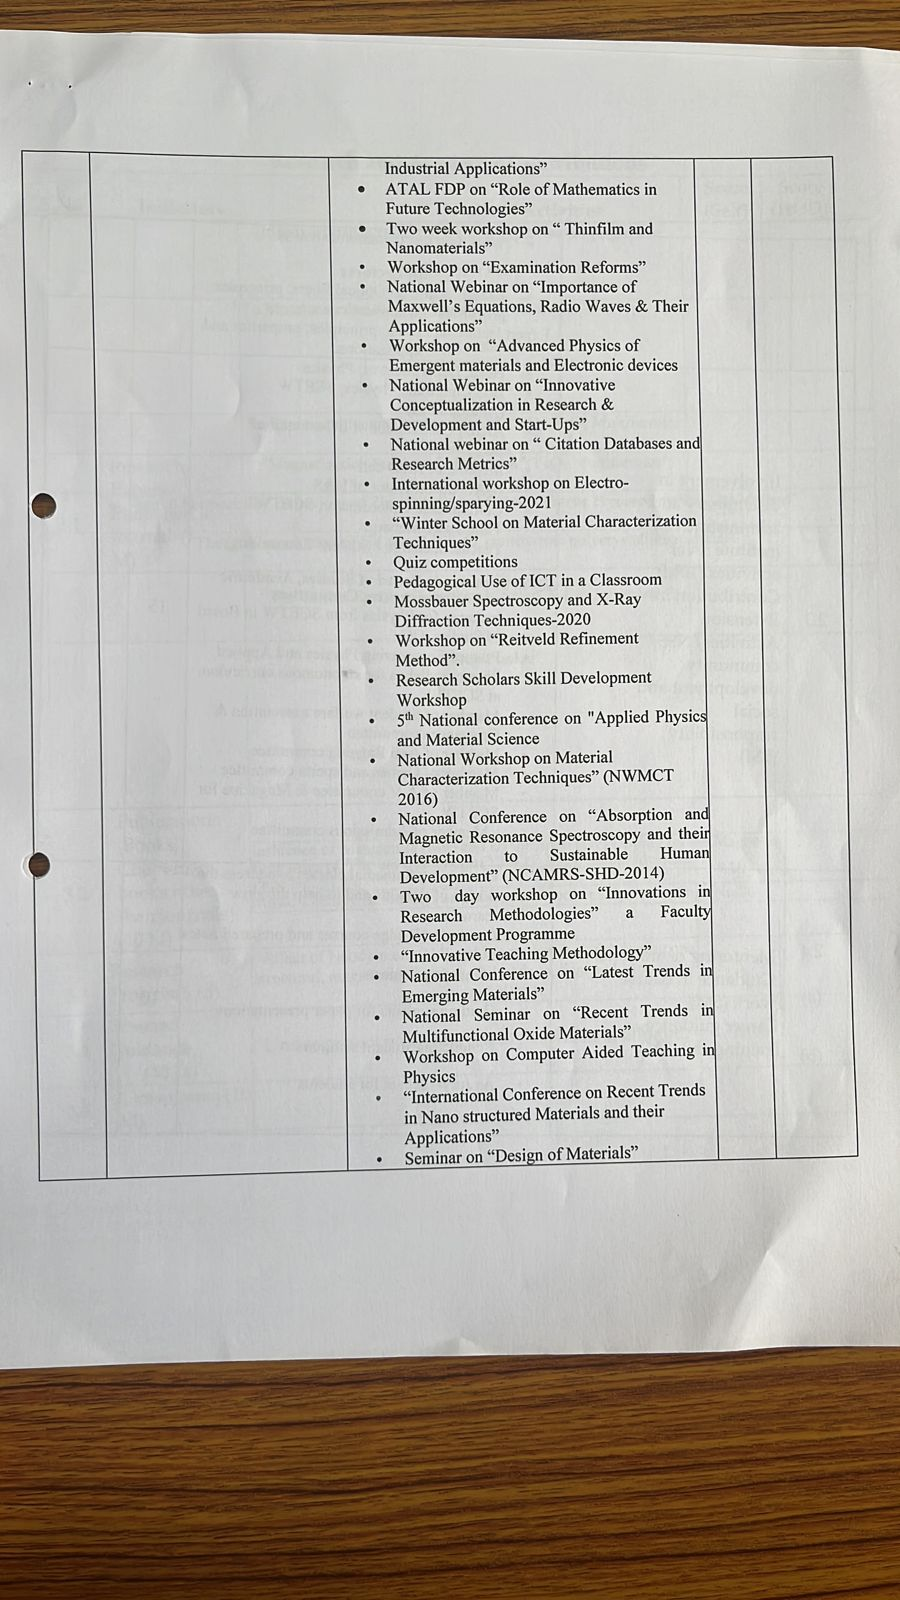 Industrial Applications”
• ATAL FDP on “Role of Mathematics in
Future Technologies”
• Two week workshop on “ Thinfilm and
Nanomaterials”
• Workshop on “Examination Reforms”
• National Webinar on “Importance of
Maxwell’s Equations, Radio Waves & Their
Applications”
• Workshop on “Advanced Physics of
Emergent materials and Electronic devices
• National Webinar on “Innovative
Conceptualization in Research &
Development and Start-Ups”
• National webinar on “ Citation Databases and
Research Metrics”
• International workshop on Electro-
spinning/sparying-2021
• “Winter School on Material Characterization
Techniques”
• Quiz competitions
• Pedagogical Use of ICT in a Classroom
• Mossbauer Spectroscopy and X-Ray
Diffraction Techniques-2020
• Workshop on “Reitveld Refinement
Method”.
• Research Scholars Skill Development
Workshop
• 5th National conference on "Applied Physics
and Material Science
• National Workshop on Material
Characterization Techniques” (NWMCT
2016)
• National Conference on “Absorption and
Magnetic Resonance Spectroscopy and their
Interaction to Sustainable Human
Development” (NCAMRS-SHD-2014)
• Two day workshop on “Innovations in
Research Methodologies” a Faculty
Development Programme
• “Innovative Teaching Methodology”
• National Conference on “Latest Trends in
Emerging Materials”
• National Seminar on “Recent Trends in
Multifunctional Oxide Materials”
• Workshop on Computer Aided Teaching in
Physics
• “International Conference on Recent Trends
in Nano structured Materials and their
Applications”
• Seminar on “Design of Materials”